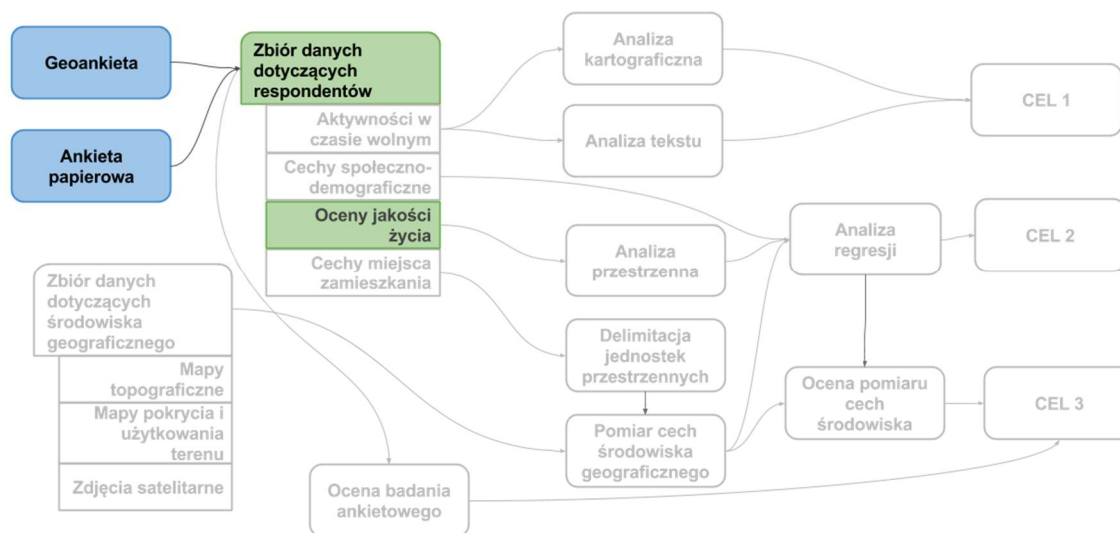 Geoankieta
Ankieta
papierowa
Zbiór danych
dotyczących
respondentów
Aktywności w
czasie wolnym
Cechy społeczno-
demograficzne
Oceny jakości
życia
Cechy miejsca
zamieszkania
Zbiór danych
dotyczących
środowiska
geograficznego
Mapy
topograficzne
Mapy pokrycia i
użytkowania
terenu
Zdjęcia satelitarne
Analiza
kartograficzna
Analiza tekstu
Analiza
przestrzenna
Delimitacja
jednostek
przestrzennych
Pomiar cech
środowiska
geograficznego
Ocena badania
ankietowego
Analiza
regresji
Ocena pomiaru
cech
środowiska
CEL 1
CEL 2
CEL 3